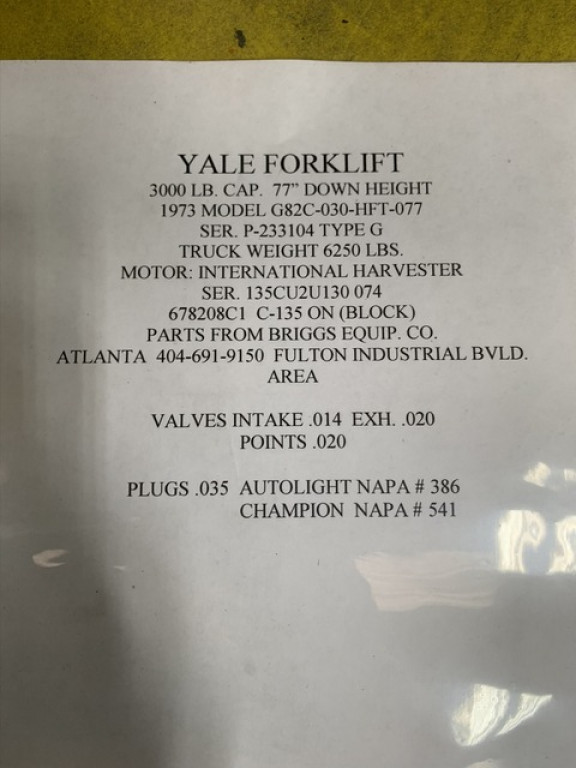 YALE FORKLIFT
3000 LB. CAP. 77” DOWN HEIGHT
1973 MODEL G82C-030-HFT-077
SER. P-233104 TYPE G
TRUCK WEIGHT 6250 LBS.
MOTOR: INTERNATIONAL HARVESTER
SER. 135CU2U130 074
678208C1 C-135 ON (BLOCK)
PARTS FROM BRIGGS EQUIP. CO.
ATLANTA 404-691-9150 FULTON INDUSTRIAL BVLD.
AREA
VALVES INTAKE .014 EXH. .020
POINTS .020
PLUGS .035 AUTOLIGHT NAPA # 386
CHAMPION NAPA # 541